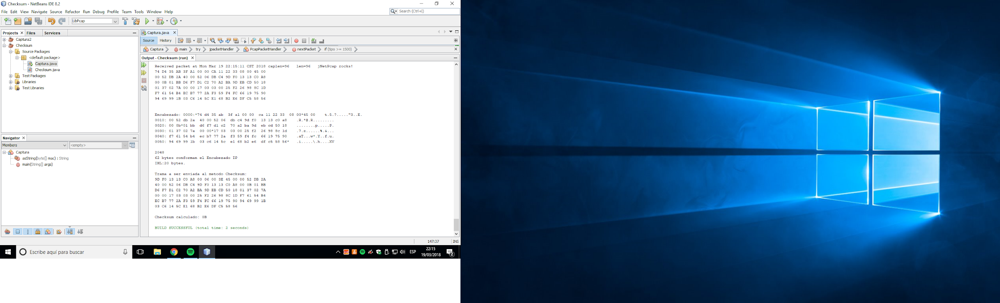 Checksum - NetBeans IDE 8.2
File Edit View Navigate Source Refactor Run Debug Profile Team Tools Window Help
Search (Ctrl+I)
LibPcap
Projects Files Services
Captura2
Checksum
Source Packages
<default package>
Captura.java
Checksum.java
Test Packages
Libraries
Test Libraries
Navigator
Members
<empty>
Captura
asString(byte[] mac) : String
main(String[] args)
Captura.java
Source History
Captura main try jpacketHandler PcapPacketHandler nextPacket if (tipo >= 1500)
Output - Checksum (run)
Received packet at Mon Mar 19 22:15:11 CST 2018 caplen=96 len=96 jNetPcap rocks!
74 D4 35 AB 3F A1 00 00 CA 11 22 33 08 00 45 00
00 52 DB 2A 40 00 52 06 DB C4 9D F0 13 13 C0 A8
00 0B 01 BB D6 F7 D1 C2 70 A2 BA 9D EB CD 50 18
01 37 02 7A 00 00 17 03 03 00 25 F2 26 98 8C 1D
F7 61 54 B4 EC B7 77 2A F3 59 F4 FC 66 19 75 90
94 69 99 1B 03 C6 14 5C E1 68 B2 E6 DF C5 58 56
Encabezado: 0000:*74 d4 35 ab 3f a1 00 00 ca 11 22 33 08 00*45 00 t.5.?....."3..E.
0010: 00 52 db 2a 40 00 52 06 db c4 9d f0 13 13 c0 a8 .R.*@.R.........
0020: 00 0b*01 bb d6 f7 d1 c2 70 a2 ba 9d eb cd 50 18 ........p.....P.
0030: 01 37 02 7a 00 00*17 03 03 00 25 f2 26 98 8c 1d .7.z......%.&...
0040: f7 61 54 b4 ec b7 77 2a f3 59 f4 fc 66 19 75 90 .aT...w*.Y..f.u.
0050: 94 69 99 1b 03 c6 14 5c e1 68 b2 e6 df c5 58 56* .i.....\.h....XV
2048
62 bytes conforman el Encabezado IP
IHL:20 bytes.
Trama a ser enviada al metodo Checksum:
9D F0 13 13 C0 A8 00 06 00 3E 45 00 00 52 DB 2A
40 00 52 06 DB C4 9D F0 13 13 C0 A8 00 0B 01 BB
D6 F7 D1 C2 70 A2 BA 9D EB CD 50 18 01 37 02 7A
00 00 17 03 03 00 25 F2 26 98 8C 1D F7 61 54 B4
EC B7 77 2A F3 59 F4 FC 66 19 75 90 94 69 99 1B
03 C6 14 5C E1 68 B2 E6 DF C5 58 56
Checksum calculado: 0B
BUILD SUCCESSFUL (total time: 2 seconds)
147:37 INS
Escribe aquí para buscar
ESP
22:15
19/03/2018
2